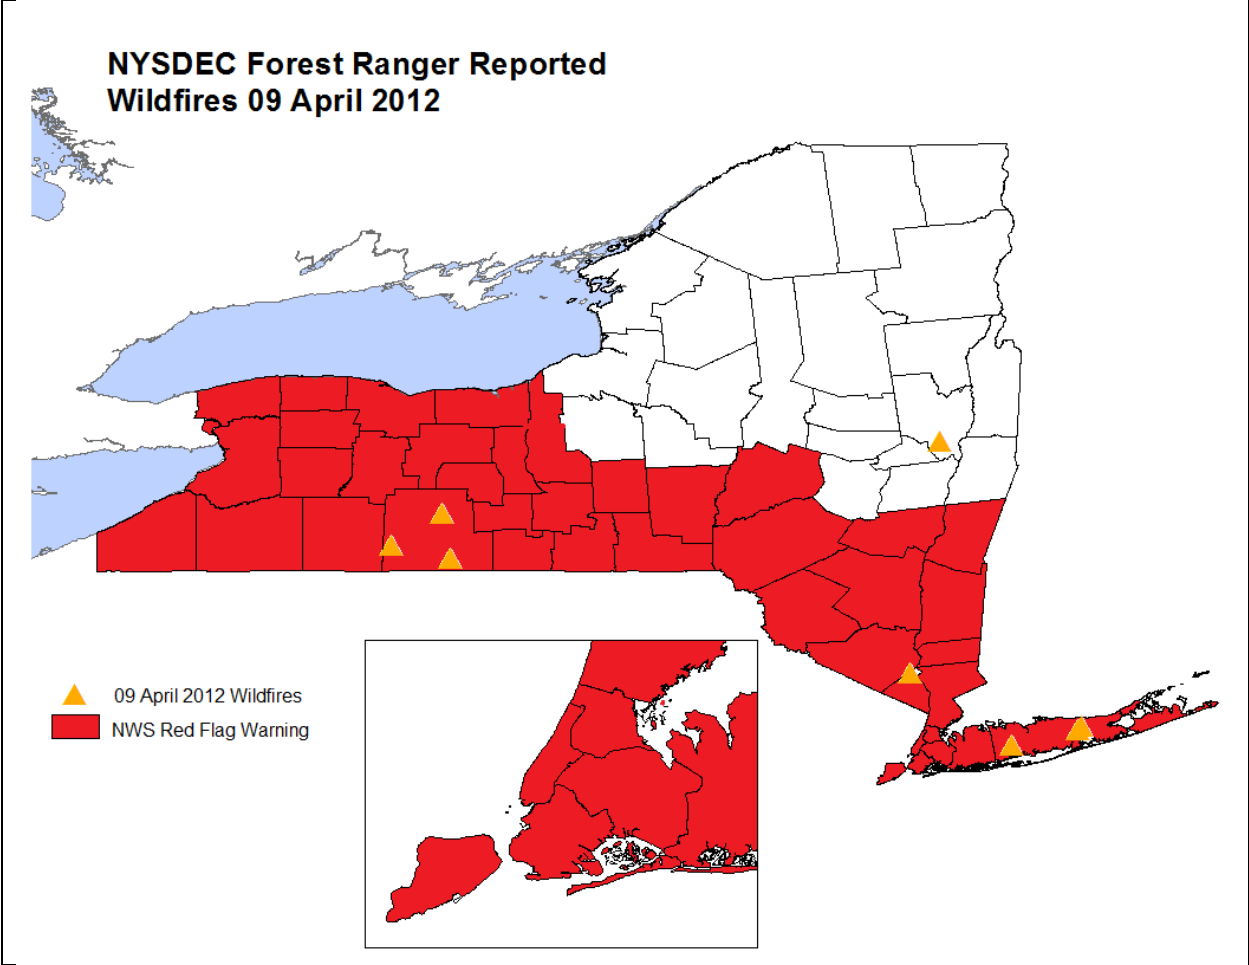 NYSDEC Forest Ranger Reported
Wildfires 09 April 2012
09 April 2012 Wildfires
NWS Red Flag Warning